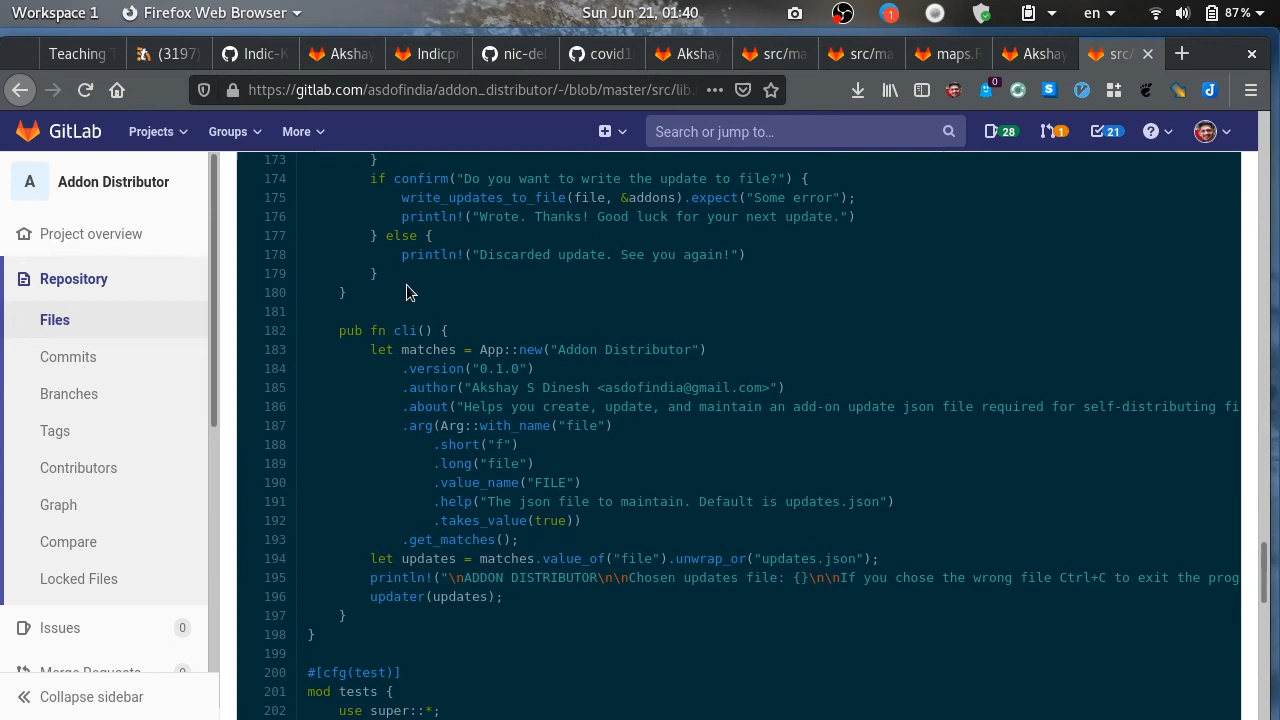 Workspace 1
Firefox Web Browser
Sun Jun 21, 01:40
1
en
87%
Teaching
(3197)
Indic-K
Akshay
Indicpr
nic-del
covid1
Akshay
src/ma
src/ma
maps.R
Akshay
src/
https://gitlab.com/asdofindia/addon_distributor/-/blob/master/src/lib.
0
GitLab
Projects
Groups
More
Search or jump to…
28
1
21
A
Addon Distributor
Project overview
Repository
Files
Commits
Branches
Tags
Contributors
Graph
Compare
Locked Files
Issues
0
Merge Requests
0
Collapse sidebar
173 }
174 if confirm("Do you want to write the update to file?") {
175 write_updates_to_file(file, &addons).expect("Some error");
176 println!("Wrote. Thanks! Good luck for your next update.")
177 } else {
178 println!("Discarded update. See you again!")
179 }
180 }
181
182 pub fn cli() {
183 let matches = App::new("Addon Distributor")
184 .version("0.1.0")
185 .author("Akshay S Dinesh <asdofindia@gmail.com>")
186 .about("Helps you create, update, and maintain an add-on update json file required for self-distributing fi
187 .arg(Arg::with_name("file")
188 .short("f")
189 .long("file")
190 .value_name("FILE")
191 .help("The json file to maintain. Default is updates.json")
192 .takes_value(true))
193 .get_matches();
194 let updates = matches.value_of("file").unwrap_or("updates.json");
195 println!("\nADDON DISTRIBUTOR\n\nChosen updates file: {}\n\nIf you chose the wrong file Ctrl+C to exit the prog
196 updater(updates);
197 }
198 }
199
200 #[cfg(test)]
201 mod tests {
202 use super::*;